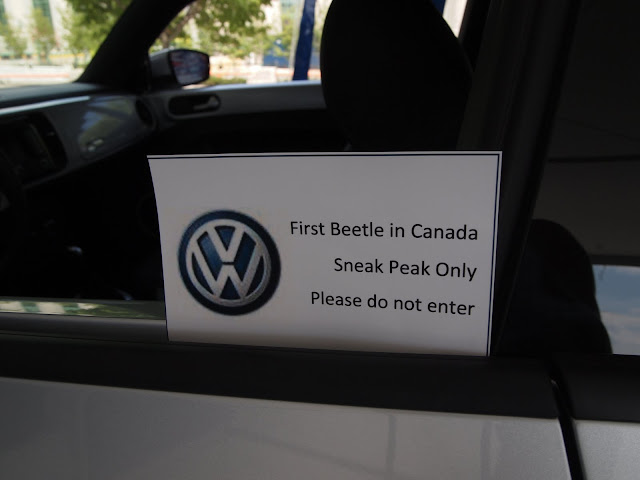 First Beetle in Canada
Sneak Peak Only
Please do not enter